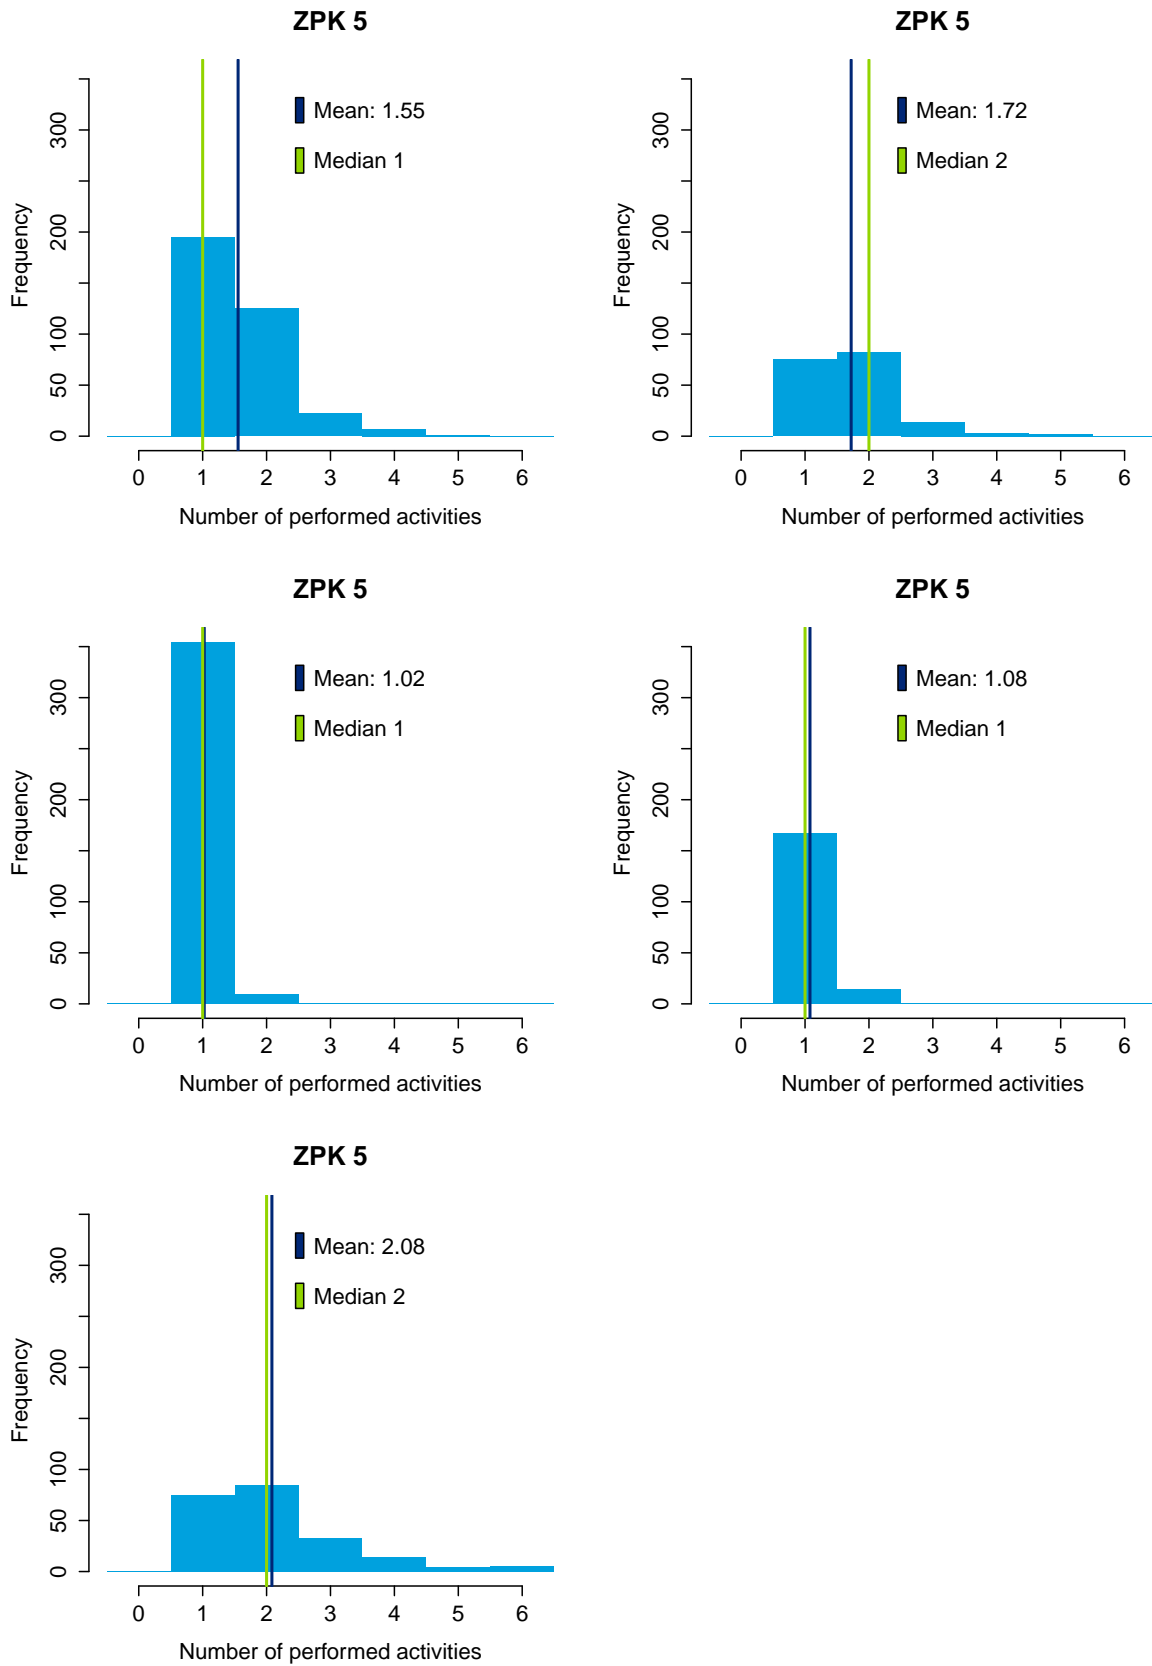 ZPK 5
Mean: 1.55
Median 1
Frequency
0 50 100 200 300
0 1 2 3 4 5 6
Number of performed activities
ZPK 5
Mean: 1.72
Median 2
Frequency
0 50 100 200 300
0 1 2 3 4 5 6
Number of performed activities
ZPK 5
Mean: 1.02
Median 1
Frequency
0 50 100 200 300
0 1 2 3 4 5 6
Number of performed activities
ZPK 5
Mean: 1.08
Median 1
Frequency
0 50 100 200 300
0 1 2 3 4 5 6
Number of performed activities
ZPK 5
Mean: 2.08
Median 2
Frequency
0 50 100 200 300
0 1 2 3 4 5 6
Number of performed activities